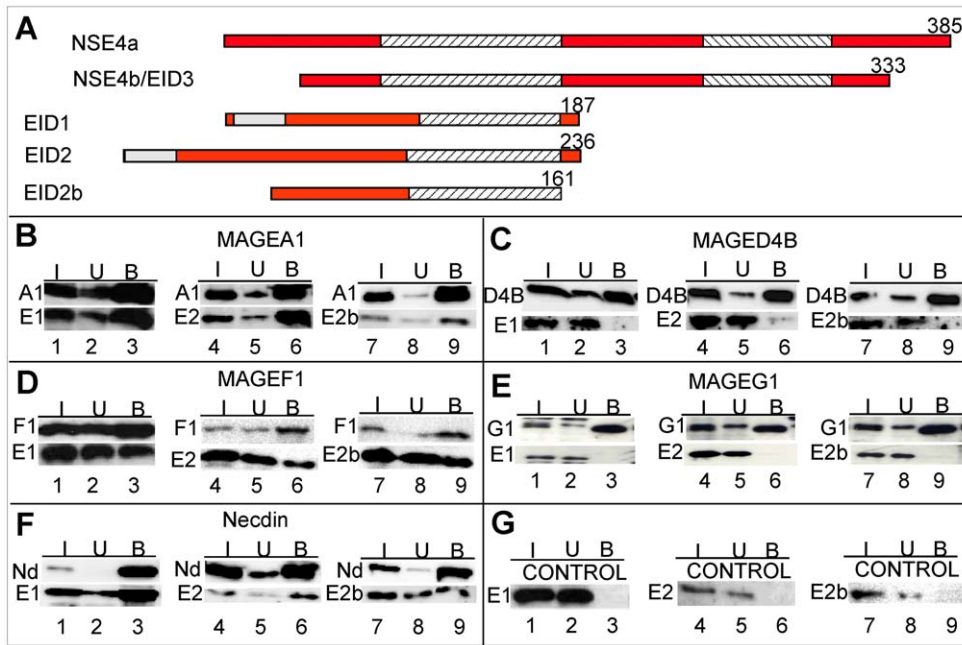 A
NSE4a 385
NSE4b/EID3 333
EID1 187
EID2 236
EID2b 161
B MAGEA1
I U B I U B I U B
A1 A1 A1
E1 E2 E2b
1 2 3 4 5 6 7 8 9
C MAGED4B
I U B I U B I U B
D4B D4B D4B
E1 E2 E2b
1 2 3 4 5 6 7 8 9
D MAGEF1
I U B I U B I U B
F1 F1 F1
E1 E2 E2b
1 2 3 4 5 6 7 8 9
E MAGEG1
I U B I U B I U B
G1 G1 G1
E1 E2 E2b
1 2 3 4 5 6 7 8 9
F Necdin
I U B I U B I U B
Nd Nd Nd
E1 E2 E2b
1 2 3 4 5 6 7 8 9
G
I U B I U B I U B
CONTROL CONTROL CONTROL
E1 E2 E2b
1 2 3 4 5 6 7 8 9